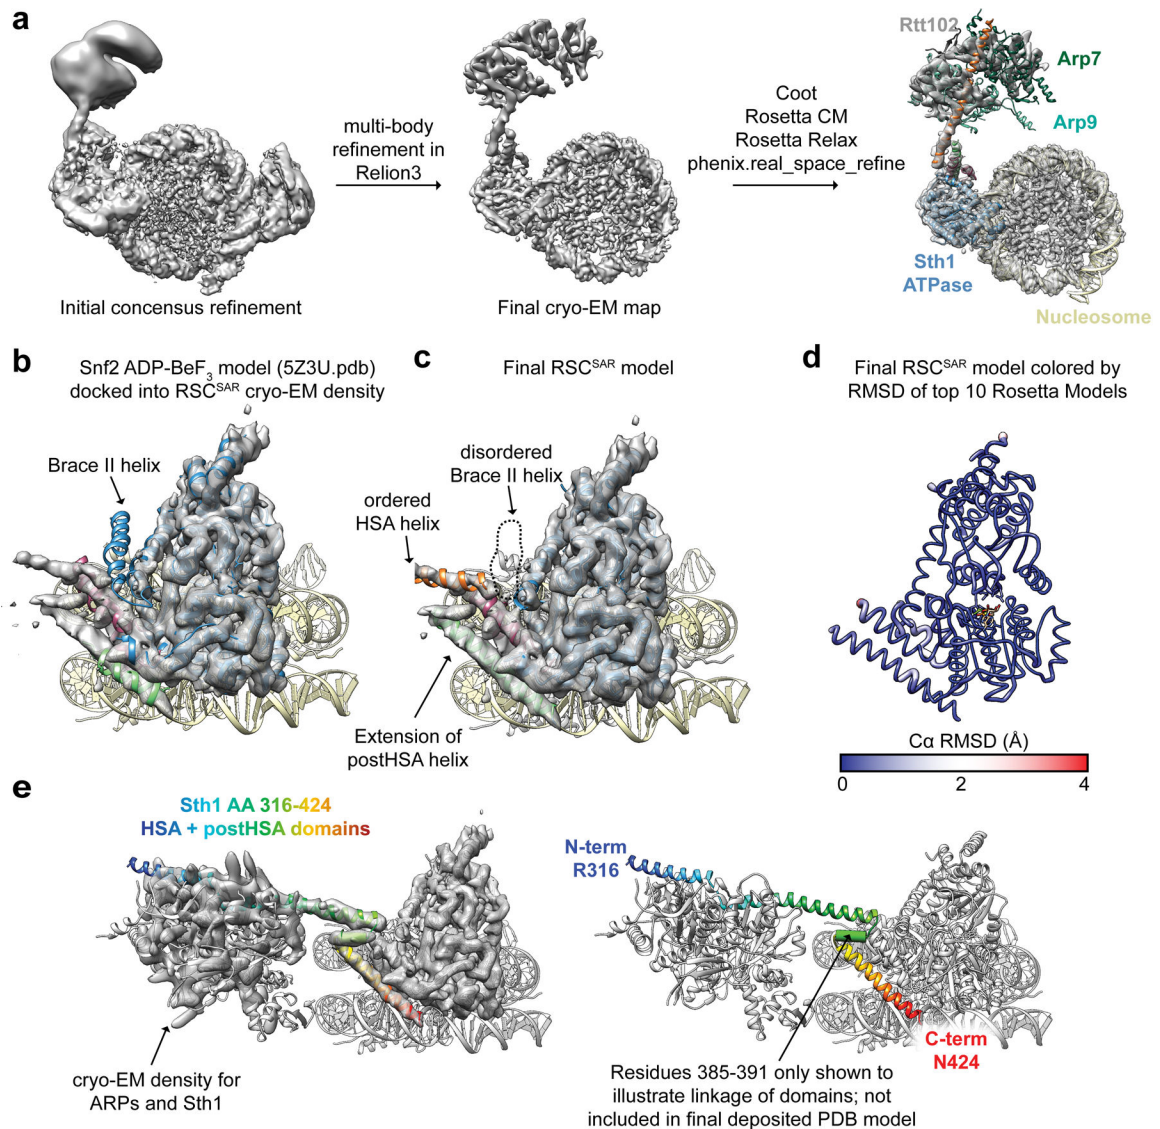 a
multi-body
refinement in
Relion3
Coot
Rosetta CM
Rosetta Relax
phenix.real_space_refine
Rtt102
Arp7
Arp9
Sth1
ATPase
Nucleosome
Initial concensus refinement
Final cryo-EM map
b
Snf2 ADP-BeF3 model (5Z3U.pdb)
docked into RSCSAR cryo-EM density
Brace II helix
c
Final RSCSAR model
disordered
Brace II helix
ordered
HSA helix
Extension of
postHSA helix
d
Final RSCSAR model colored by
RMSD of top 10 Rosetta Models
Cα RMSD (Å)
0 2 4
e
Sth1 AA 316-424
HSA + postHSA domains
cryo-EM density for
ARPs and Sth1
N-term
R316
C-term
N424
Residues 385-391 only shown to
illustrate linkage of domains; not
included in final deposited PDB model